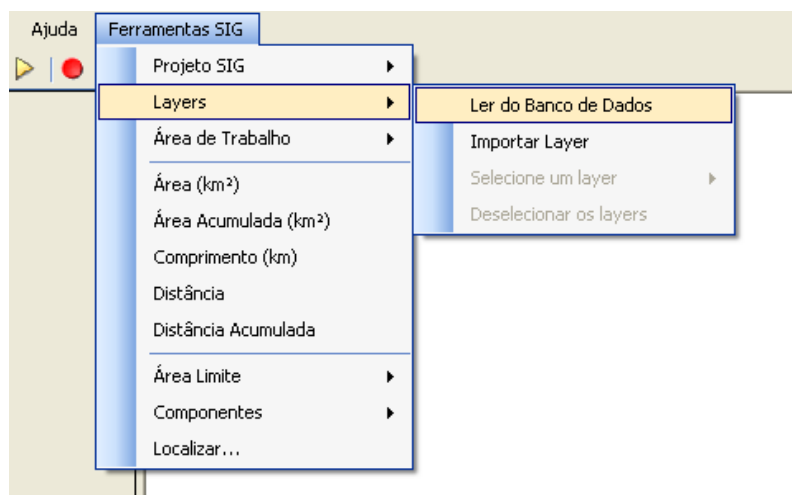 Ajuda Ferramentas SIG
Projeto SIG
Layers
Área de Trabalho
Área (km²)
Área Acumulada (km²)
Comprimento (km)
Distância
Distância Acumulada
Área Limite
Componentes
Localizar...
Ler do Banco de Dados
Importar Layer
Selecione um layer
Deselecionar os layers